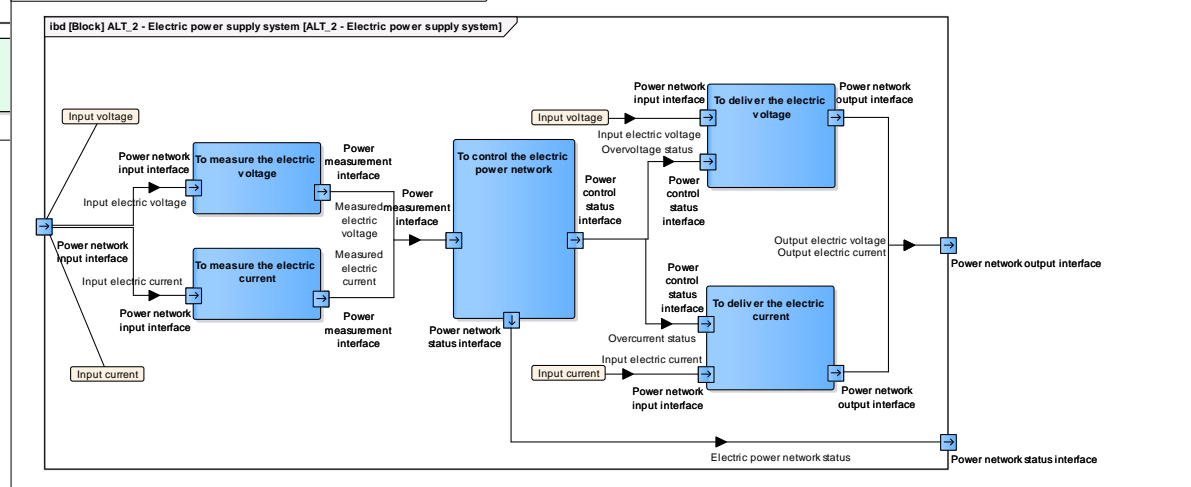 ibd [Block] ALT_2 - Electric power supply system [ALT_2 - Electric power supply system]
Input voltage
Power network
input interface
Input electric voltage
To measure the electric
voltage
Power
measurement
interface
Measured
electric
voltage
Power network
input interface
Input electric current
Power network
input interface
To measure the electric
current
Measured
electric
current
Power
measurement
interface
Input current
Power
measurement
interface
To control the electric
power network
Power
control
status
interface
Power network
status interface
Input voltage
Power network
input interface
Input electric voltage
Overvoltage status
Power
control
status
interface
To deliver the electric
voltage
Power network
output interface
Power
control
status
interface
Overcurrent status
Input electric current
Input current
Power network
input interface
To deliver the electric
current
Power network
output interface
Output electric voltage
Output electric current
Power network output interface
Electric power network status
Power network status interface